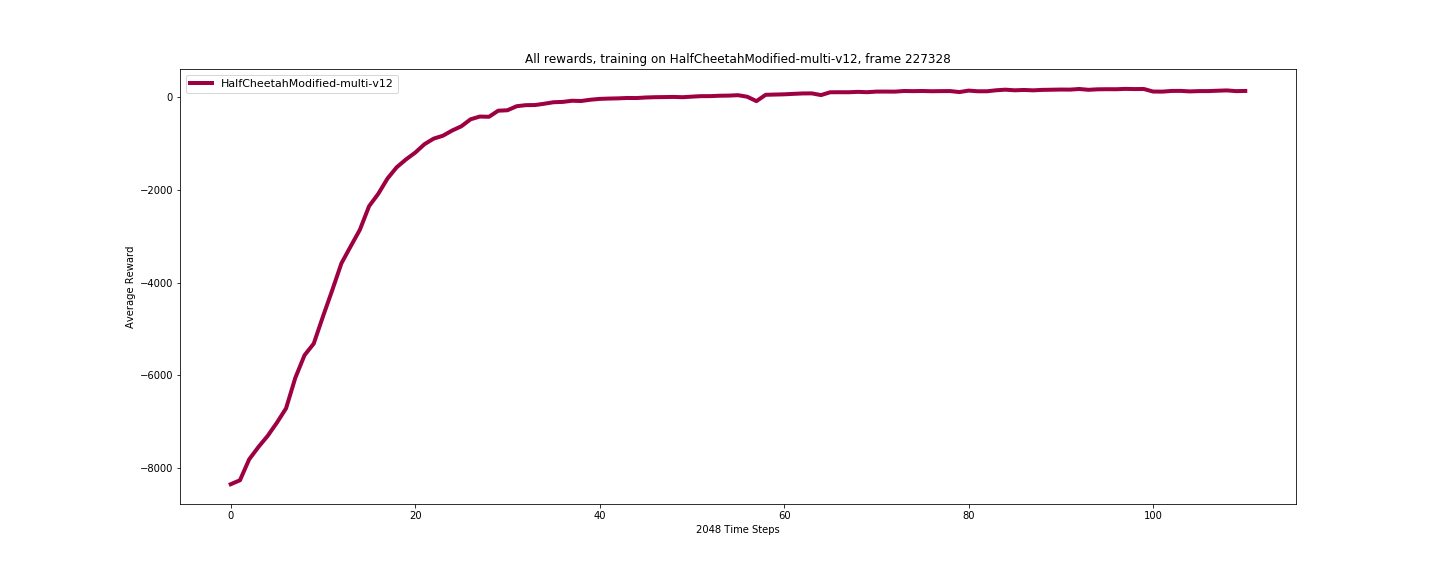 All rewards, training on HalfCheetahModified-multi-v12, frame 227328
HalfCheetahModified-multi-v12
Average Reward
0
−2000
−4000
−6000
−8000
0 20 40 60 80 100
2048 Time Steps